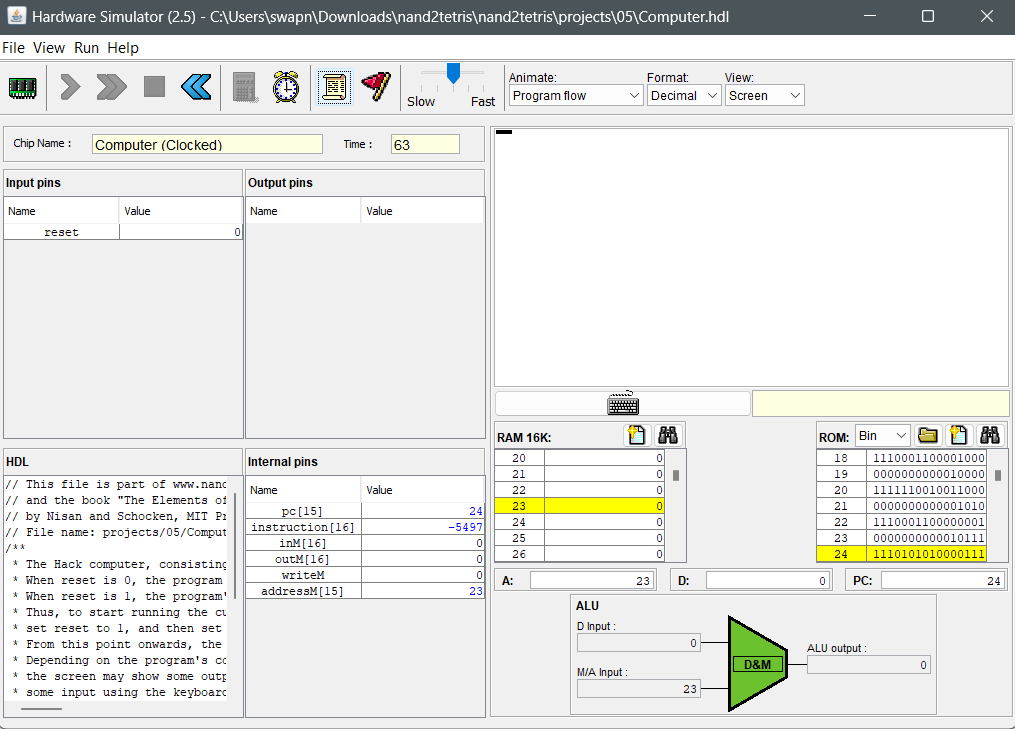 Hardware Simulator (2.5) - C:\Users\swapn\Downloads\nand2tetris\nand2tetris\projects\05\Computer.hdl
File View Run Help
Slow Fast
Animate: Format: View:
Program flow Decimal Screen
Chip Name : Computer (Clocked) Time : 63
Input pins
Name Value
reset 0
Output pins
Name Value
HDL
// This file is part of www.nand
// and the book "The Elements of
// by Nisan and Schocken, MIT Pr
// File name: projects/05/Comput
/**
* The Hack computer, consisting
* When reset is 0, the program
* When reset is 1, the program'
* Thus, to start running the cu
* set reset to 1, and then set
* From this point onwards, the
* Depending on the program's co
* the screen may show some outp
* some input using the keyboard
Internal pins
Name Value
pc[15] 24
instruction[16] -5497
inM[16] 0
outM[16] 0
writeM 0
addressM[15] 23
RAM 16K:
20 0
21 0
22 0
23 0
24 0
25 0
26 0
ROM: Bin
18 1110001100001000
19 0000000000010000
20 1111110010011000
21 0000000000001010
22 1110001100000001
23 0000000000010111
24 1110101010000111
A: 23 D: 0 PC: 24
ALU
D Input :
0
M/A Input :
23
D&M
ALU output :
0